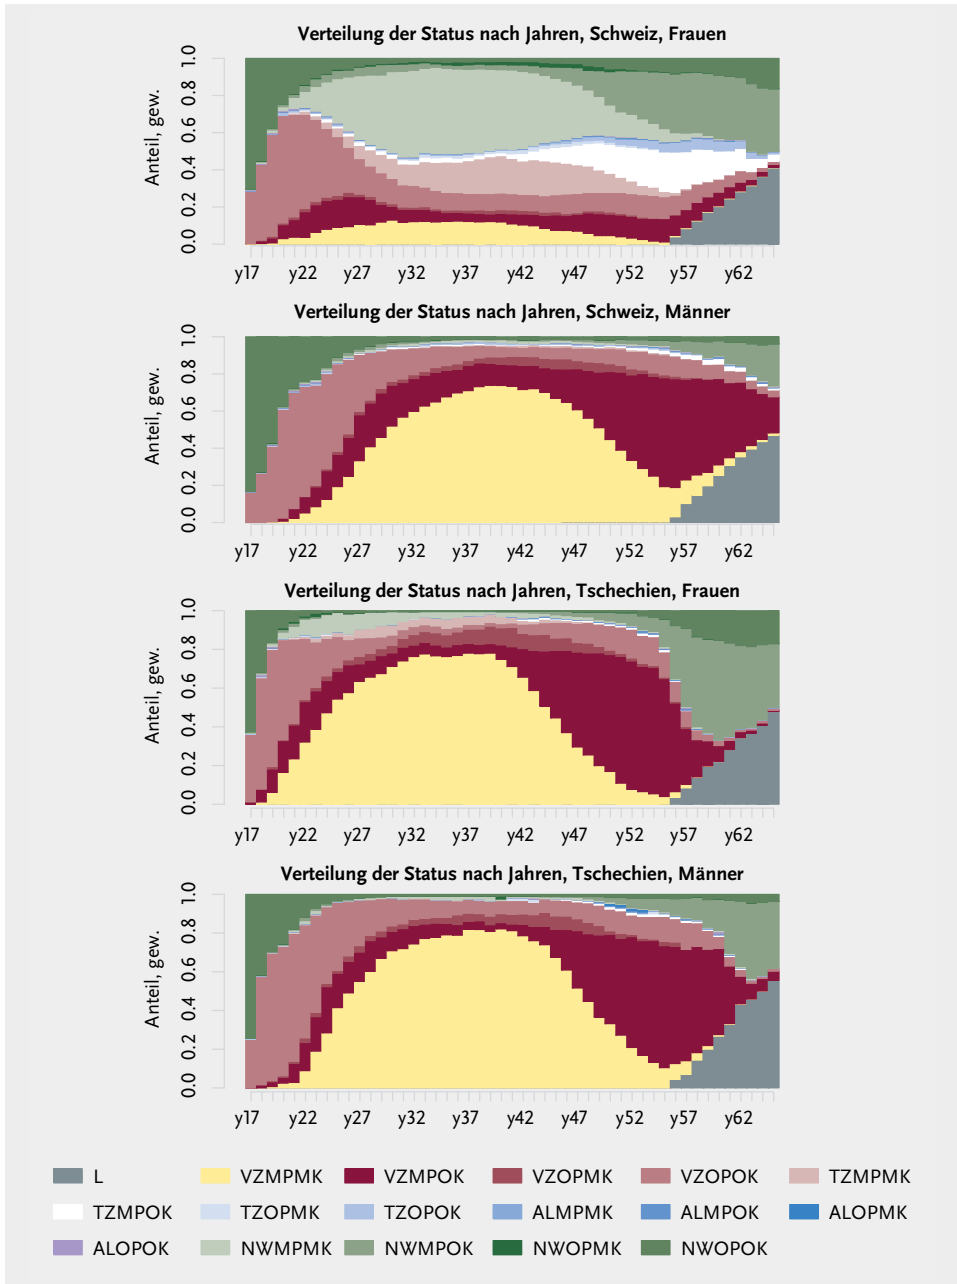 Verteilung der Status nach Jahren, Schweiz, Frauen
Anteil, gew.
1.0
0.8
0.6
0.4
0.2
0.0
y17 y22 y27 y32 y37 y42 y47 y52 y57 y62
Verteilung der Status nach Jahren, Schweiz, Männer
Anteil, gew.
1.0
0.8
0.6
0.4
0.2
0.0
y17 y22 y27 y32 y37 y42 y47 y52 y57 y62
Verteilung der Status nach Jahren, Tschechien, Frauen
Anteil, gew.
1.0
0.8
0.6
0.4
0.2
0.0
y17 y22 y27 y32 y37 y42 y47 y52 y57 y62
Verteilung der Status nach Jahren, Tschechien, Männer
Anteil, gew.
1.0
0.8
0.6
0.4
0.2
0.0
y17 y22 y27 y32 y37 y42 y47 y52 y57 y62
L VZMPMK VZMPOK VZOPMK VZOPOK TZMPMK
TZMPOK TZOPMK TZOPOK ALMPMK ALMPOK ALOPMK
ALOPOK NWMPMK NWMPOK NWOPMK NWOPOK